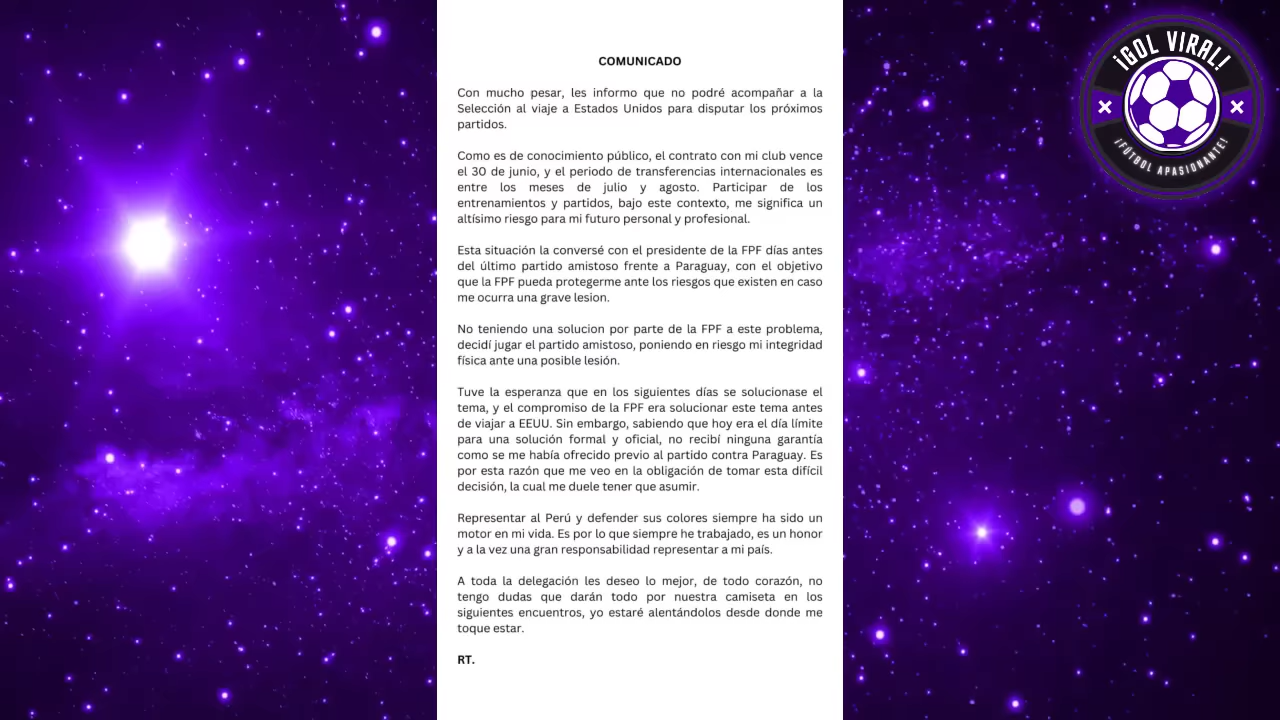 COMUNICADO
Con mucho pesar, les informo que no podré acompañar a la
Selección al viaje a Estados Unidos para disputar los próximos
partidos.
Como es de conocimiento público, el contrato con mi club vence
el 30 de junio, y el periodo de transferencias internacionales es
entre los meses de julio y agosto. Participar de los
entrenamientos y partidos, bajo este contexto, me significa un
altísimo riesgo para mi futuro personal y profesional.
Esta situación la conversé con el presidente de la FPF días antes
del último partido amistoso frente a Paraguay, con el objetivo
que la FPF pueda protegerme ante los riesgos que existen en caso
me ocurra una grave lesion.
No teniendo una solucion por parte de la FPF a este problema,
decidí jugar el partido amistoso, poniendo en riesgo mi integridad
física ante una posible lesión.
Tuve la esperanza que en los siguientes días se solucionase el
tema, y el compromiso de la FPF era solucionar este tema antes
de viajar a EEUU. Sin embargo, sabiendo que hoy era el día límite
para una solución formal y oficial, no recibí ninguna garantía
como se me había ofrecido previo al partido contra Paraguay. Es
por esta razón que me veo en la obligación de tomar esta difícil
decisión, la cual me duele tener que asumir.
Representar al Perú y defender sus colores siempre ha sido un
motor en mi vida. Es por lo que siempre he trabajado, es un honor
y a la vez una gran responsabilidad representar a mi país.
A toda la delegación les deseo lo mejor, de todo corazón, no
tengo dudas que darán todo por nuestra camiseta en los
siguientes encuentros, yo estaré alentándolos desde donde me
toque estar.
RT.
¡GOL VIRAL!
¡FÚTBOL APASIONANTE!